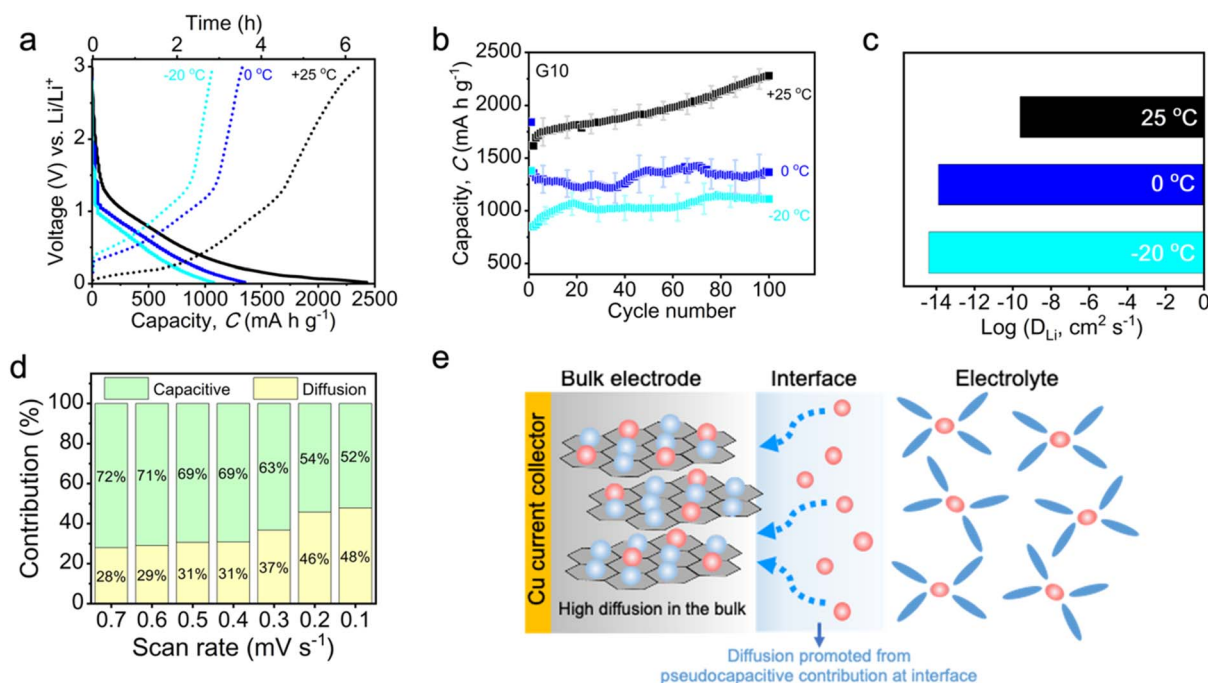 a
Time (h)
0 2 4 6
-20 °C 0 °C +25 °C
3
2
1
0
Voltage (V) vs. Li/Li⁺
0 500 1000 1500 2000 2500
Capacity, C (mA h g⁻¹)
b
2500
2000
1500
1000
500
Capacity, C (mA h g⁻¹)
G10
+25 °C
0 °C
-20 °C
0 20 40 60 80 100
Cycle number
c
25 °C
0 °C
-20 °C
-14 -12 -10 -8 -6 -4 -2 0
Log (D_Li, cm² s⁻¹)
d
Capacitive Diffusion
100
80
60
40
20
0
Contribution (%)
72% 71% 69% 69% 63% 54% 52%
28% 29% 31% 31% 37% 46% 48%
0.7 0.6 0.5 0.4 0.3 0.2 0.1
Scan rate (mV s⁻¹)
e
Bulk electrode Interface Electrolyte
Cu current collector
High diffusion in the bulk
Diffusion promoted from
pseudocapacitive contribution at interface